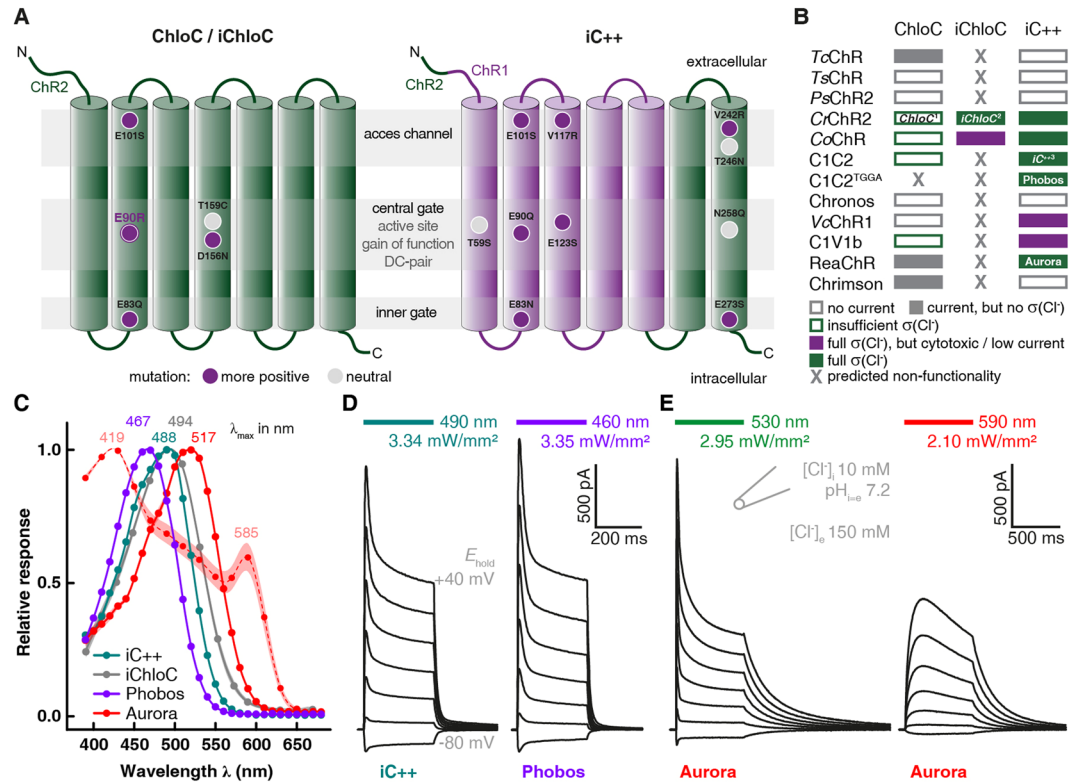 A
ChloC / iChloC
iC++
N
ChR2
N
ChR1
ChR2
extracellular
E101S
acces channel
E101S
V117R
V242R
T246N
E90R
T159C
D156N
central gate
active site
gain of function
DC-pair
T59S
E90Q
E123S
N258Q
E83Q
inner gate
E83N
E273S
C
C
mutation:
more positive
neutral
intracellular
B
ChloC
iChloC
iC++
TcChR
X
TsChR
X
PsChR2
X
CrChR2
ChloC¹
iChloC²
CoChR
C1C2
X
iC⁺⁺³
C1C2ᵀᴳᴳᴬ
X
X
Phobos
Chronos
X
VcChR1
X
C1V1b
X
ReaChR
X
Aurora
Chrimson
X
no current
current, but no σ(Cl⁻)
insufficient σ(Cl⁻)
full σ(Cl⁻), but cytotoxic / low current
full σ(Cl⁻)
X predicted non-functionality
C
467
494
λmax in nm
419
488
517
585
Relative response
1.0
0.5
0.0
iC++
iChloC
Phobos
Aurora
400
450
500
550
600
650
Wavelength λ (nm)
D
490 nm
3.34 mW/mm²
460 nm
3.35 mW/mm²
500 pA
200 ms
Ehold
+40 mV
-80 mV
iC++
Phobos
E
530 nm
2.95 mW/mm²
590 nm
2.10 mW/mm²
[Cl⁻]i 10 mM
pHi=e 7.2
[Cl⁻]e 150 mM
500 pA
500 ms
Aurora
Aurora